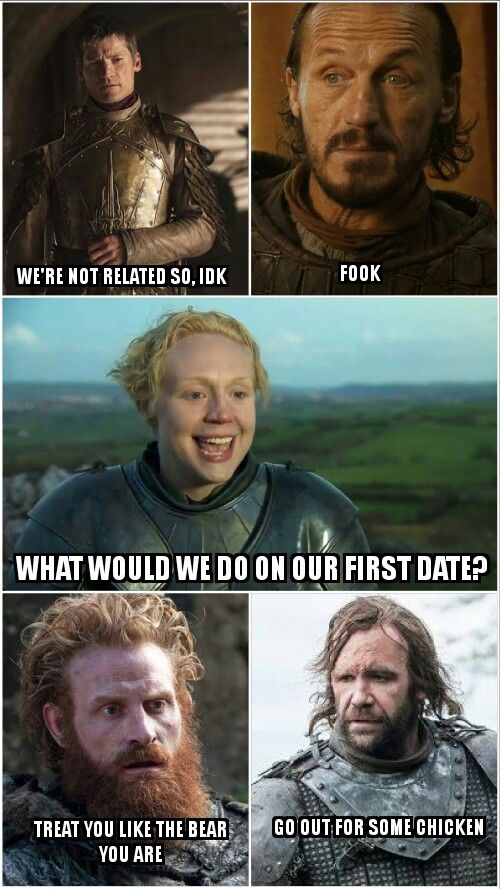 WE'RE NOT RELATED SO, IDK
FOOK
WHAT WOULD WE DO ON OUR FIRST DATE?
TREAT YOU LIKE THE BEAR
YOU ARE
GO OUT FOR SOME CHICKEN